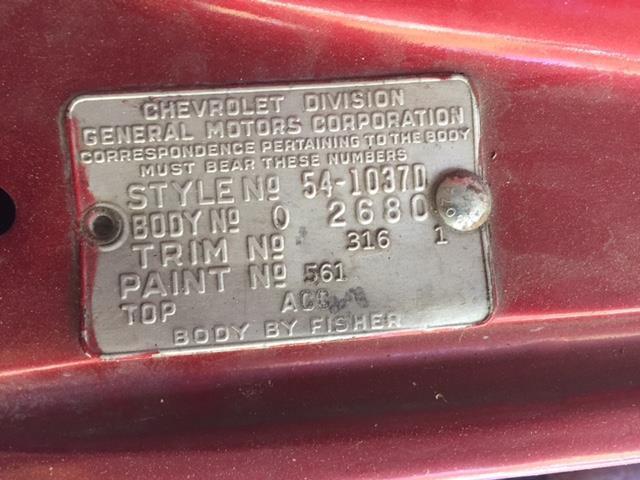 CHEVROLET DIVISION
GENERAL MOTORS CORPORATION
CORRESPONDENCE PERTAINING TO THE BODY
MUST BEAR THESE NUMBERS
STYLE No 54-1037D
BODY No O 2680
TRIM No 316 1
PAINT No 561
TOP ACC
BODY BY FISHER